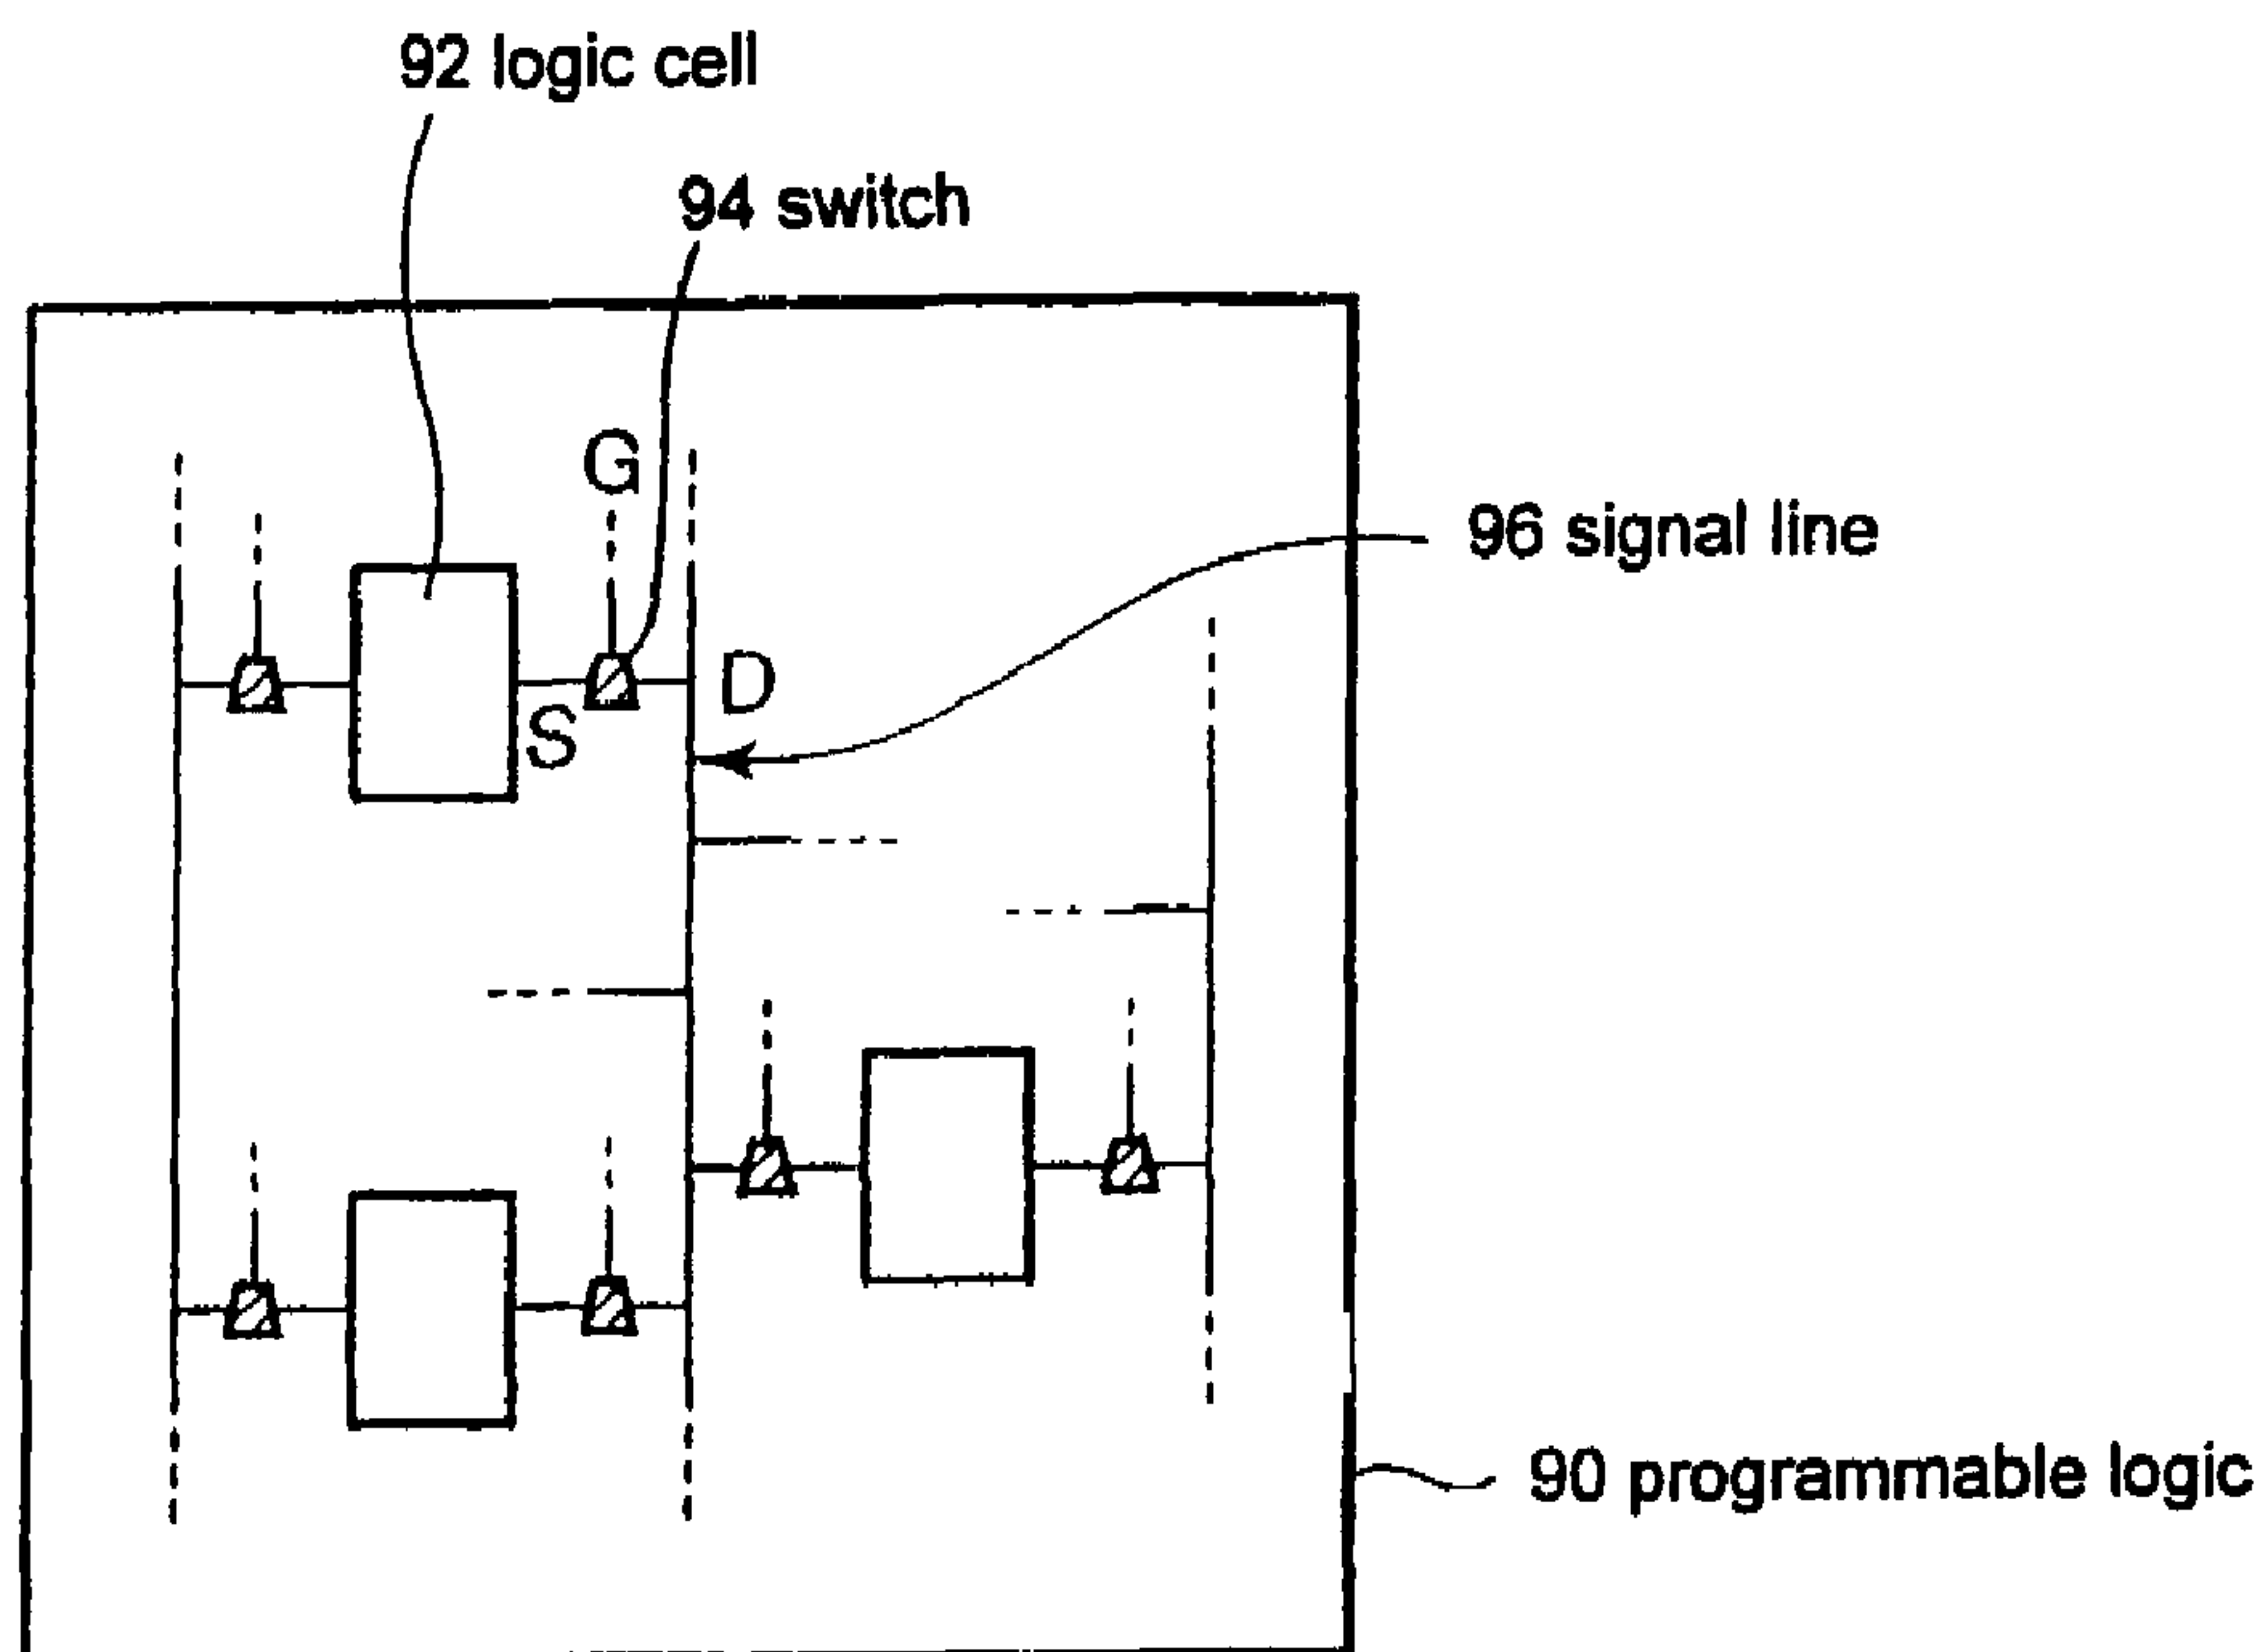 92 logic cell
94 switch
G
96 signal line
D
S
90 programmable logic